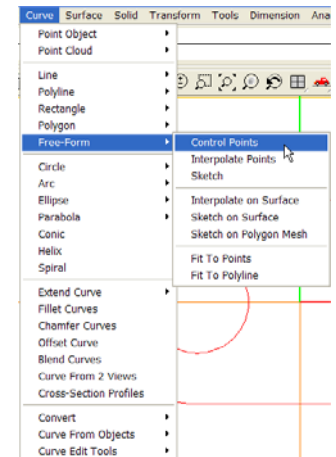 Curve Surface Solid Transform Tools Dimension Ana
Point Object
Point Cloud
Line
Polyline
Rectangle
Polygon
Free-Form
Control Points
Interpolate Points
Sketch
Interpolate on Surface
Sketch on Surface
Sketch on Polygon Mesh
Fit To Points
Fit To Polyline
Circle
Arc
Ellipse
Parabola
Conic
Helix
Spiral
Extend Curve
Fillet Curves
Chamfer Curves
Offset Curve
Blend Curves
Curve From 2 Views
Cross-Section Profiles
Convert
Curve From Objects
Curve Edit Tools